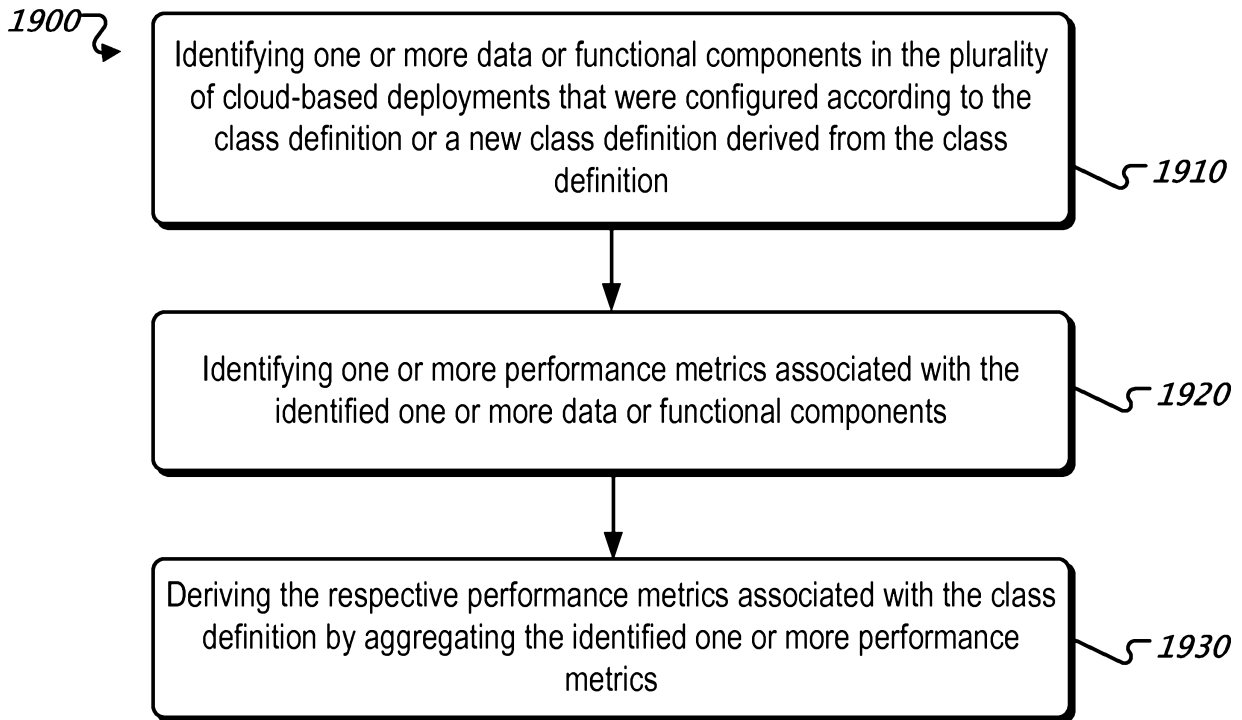 1900
Identifying one or more data or functional components in the plurality
of cloud-based deployments that were configured according to the
class definition or a new class definition derived from the class
definition
1910
Identifying one or more performance metrics associated with the
identified one or more data or functional components
1920
Deriving the respective performance metrics associated with the class
definition by aggregating the identified one or more performance
metrics
1930